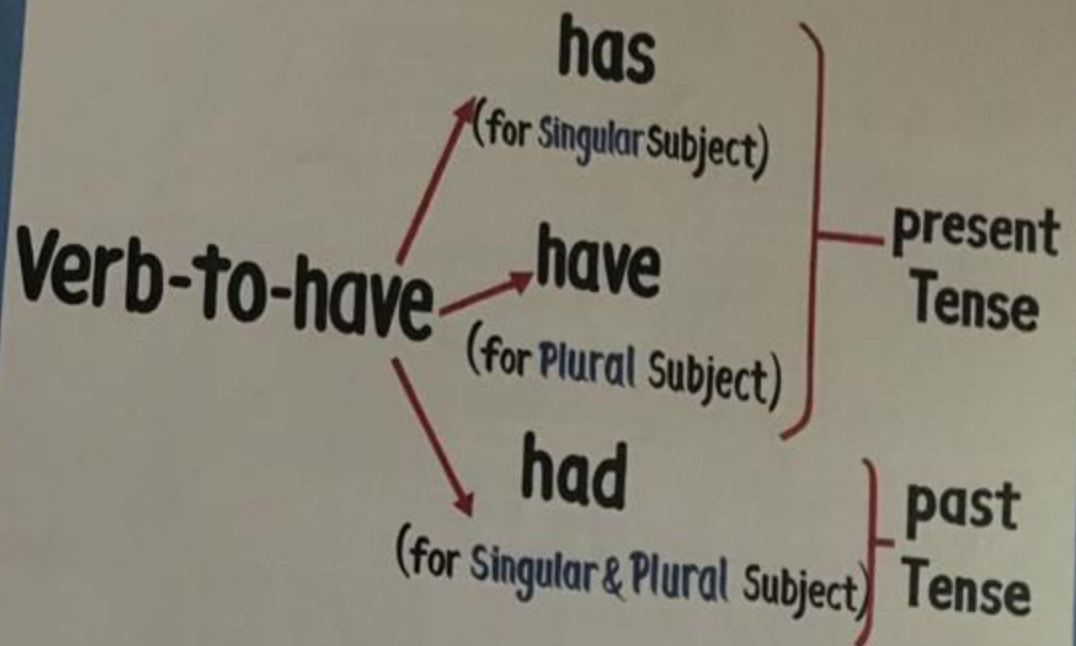 has
(for Singular Subject)
Verb-to-have
have
(for Plural Subject)
present
Tense
had
(for Singular & Plural Subject)
past
Tense